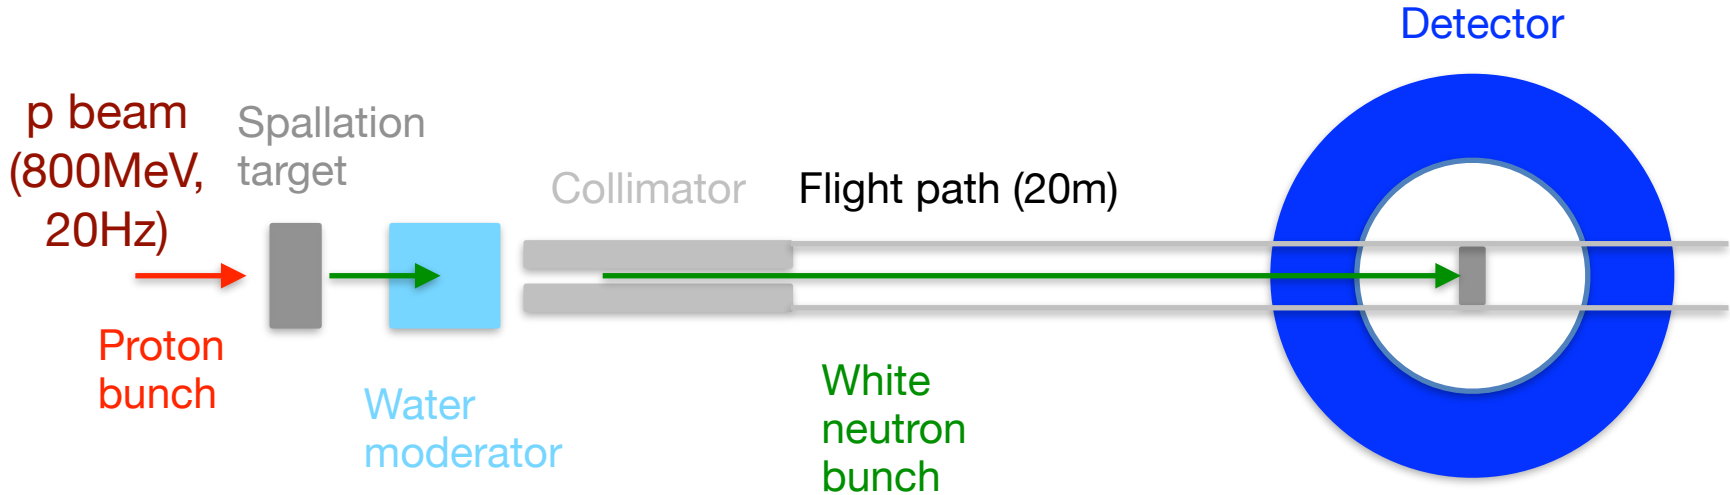 Detector
p beam
(800MeV,
20Hz)
Spallation
target
Collimator
Flight path (20m)
Proton
bunch
Water
moderator
White
neutron
bunch